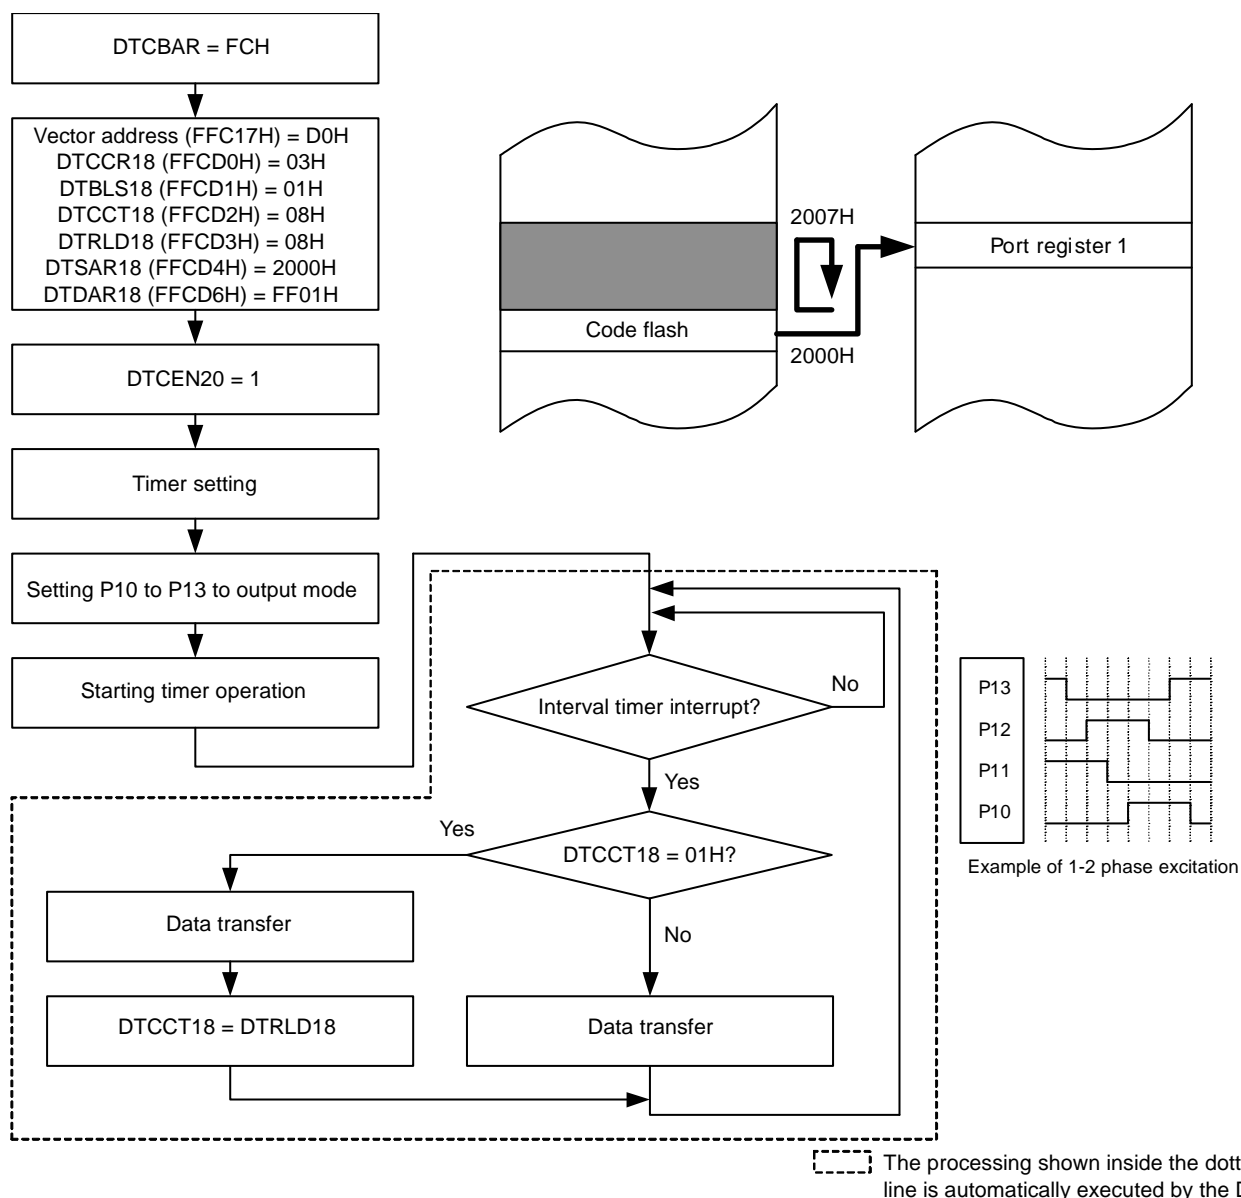 DTCBAR = FCH
Vector address (FFC17H) = D0H
DTCCR18 (FFCD0H) = 03H
DTBLS18 (FFCD1H) = 01H
DTCCT18 (FFCD2H) = 08H
DTRLD18 (FFCD3H) = 08H
DTSAR18 (FFCD4H) = 2000H
DTDAR18 (FFCD6H) = FF01H
DTCEN20 = 1
Timer setting
Setting P10 to P13 to output mode
Starting timer operation
2007H
Code flash
2000H
Port register 1
Interval timer interrupt?
No
Yes
DTCCT18 = 01H?
Yes
No
Data transfer
DTCCT18 = DTRLD18
Data transfer
P13
P12
P11
P10
Example of 1-2 phase excitation
The processing shown inside the
line is automatically executed by the